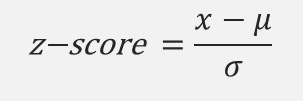 z−score = x − μ / σ